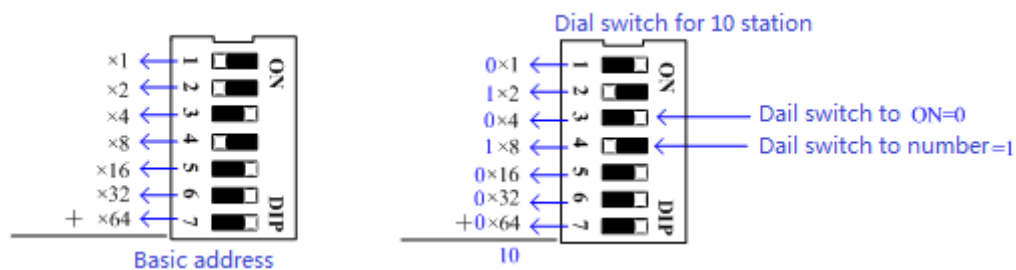 Dial switch for 10 station
×1 1 ON
×2 2
×4 3
×8 4
×16 5
×32 6
+ ×64 7 DIP
Basic address
0×1 1 ON
1×2 2
0×4 3 Dail switch to ON=0
1×8 4 Dail switch to number=1
0×16 5
0×32 6
+0×64 7 DIP
10